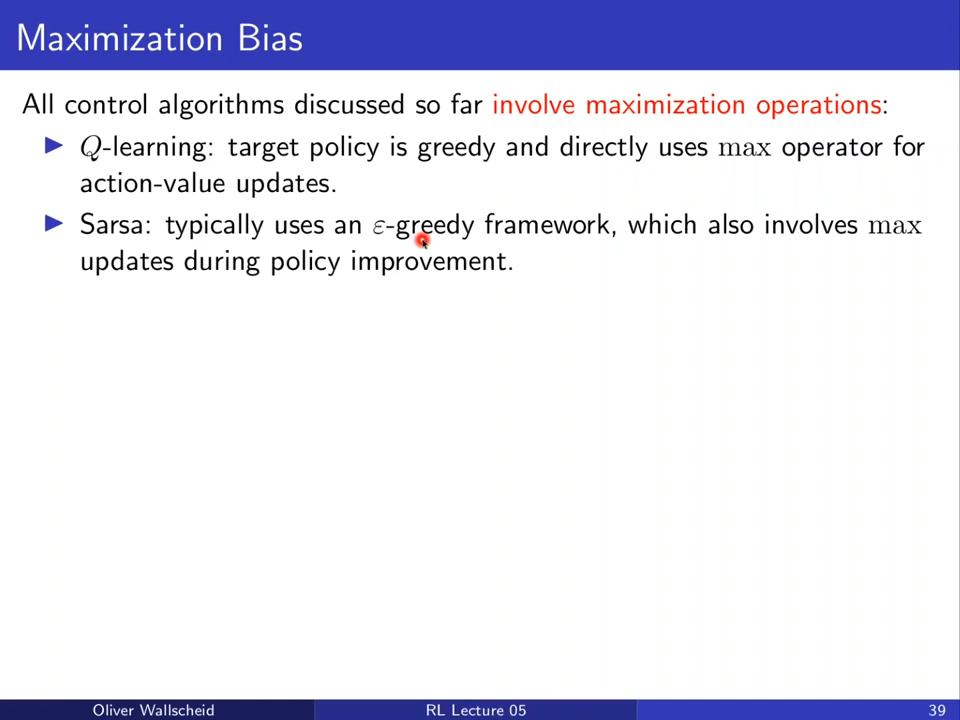 Maximization Bias
All control algorithms discussed so far involve maximization operations:
Q-learning: target policy is greedy and directly uses max operator for
action-value updates.
Sarsa: typically uses an ε-greedy framework, which also involves max
updates during policy improvement.
Oliver Wallscheid RL Lecture 05 39